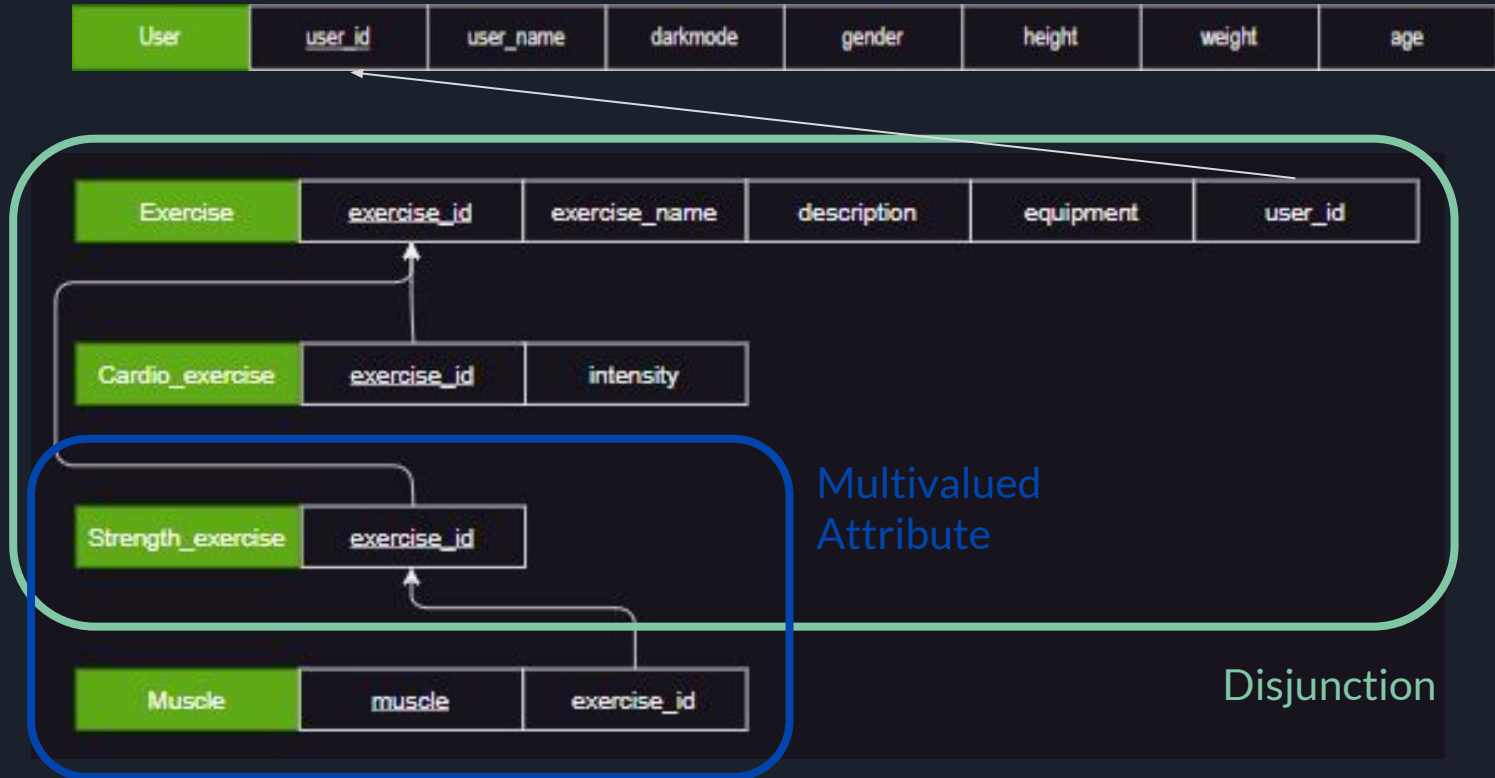 User user_id user_name darkmode gender height weight age
Exercise exercise_id exercise_name description equipment user_id
Cardio_exercise exercise_id intensity
Multivalued
Attribute
Strength_exercise exercise_id
Muscle muscle exercise_id
Disjunction